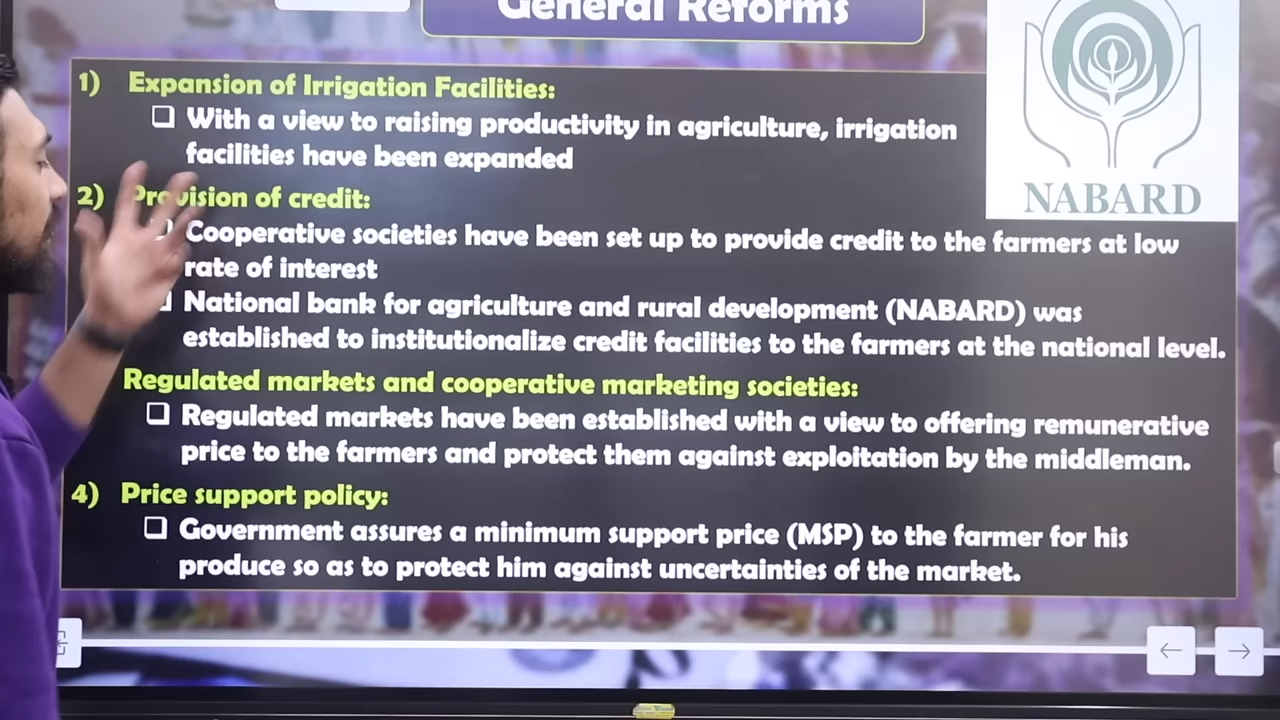 General Reforms
NABARD
1) Expansion of Irrigation Facilities:
❑ With a view to raising productivity in agriculture, irrigation
facilities have been expanded
2) Provision of credit:
Cooperative societies have been set up to provide credit to the farmers at low
rate of interest
National bank for agriculture and rural development (NABARD) was
established to institutionalize credit facilities to the farmers at the national level.
Regulated markets and cooperative marketing societies:
❑ Regulated markets have been established with a view to offering remunerative
price to the farmers and protect them against exploitation by the middleman.
4) Price support policy:
❑ Government assures a minimum support price (MSP) to the farmer for his
produce so as to protect him against uncertainties of the market.